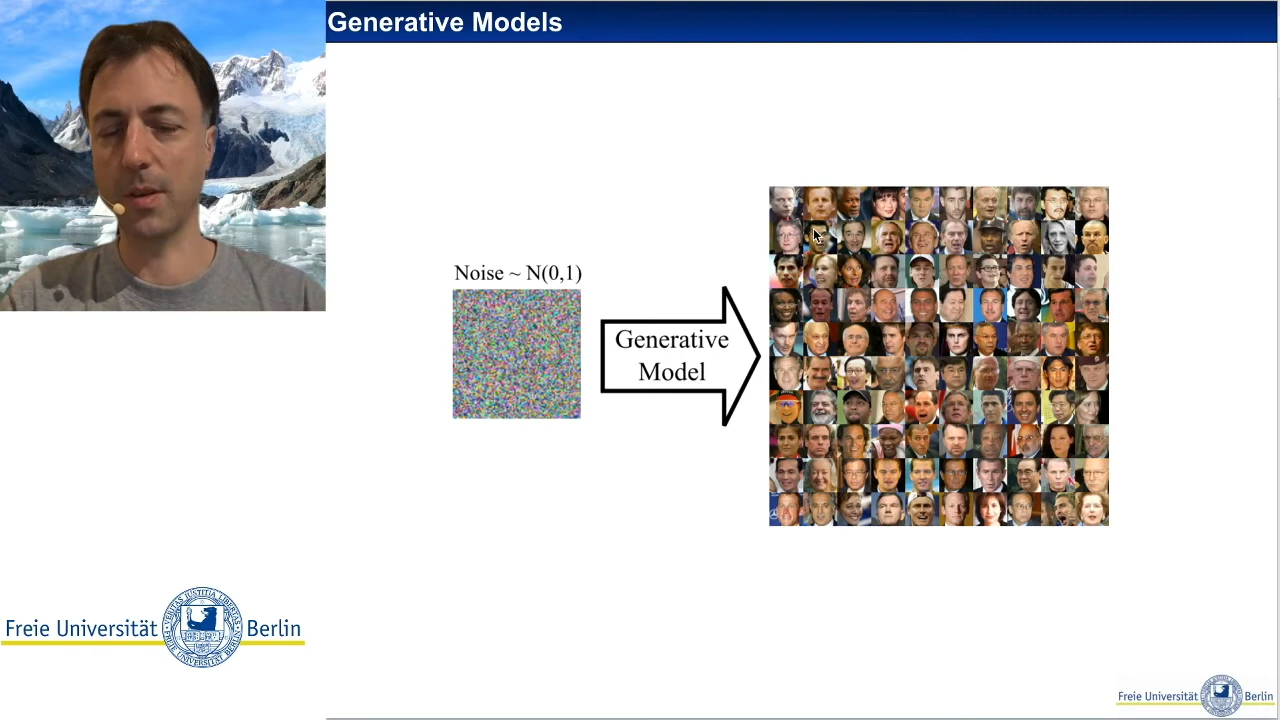 Generative Models
Noise ~ N(0,1)
Generative
Model
Freie Universität Berlin
Freie Universität Berlin